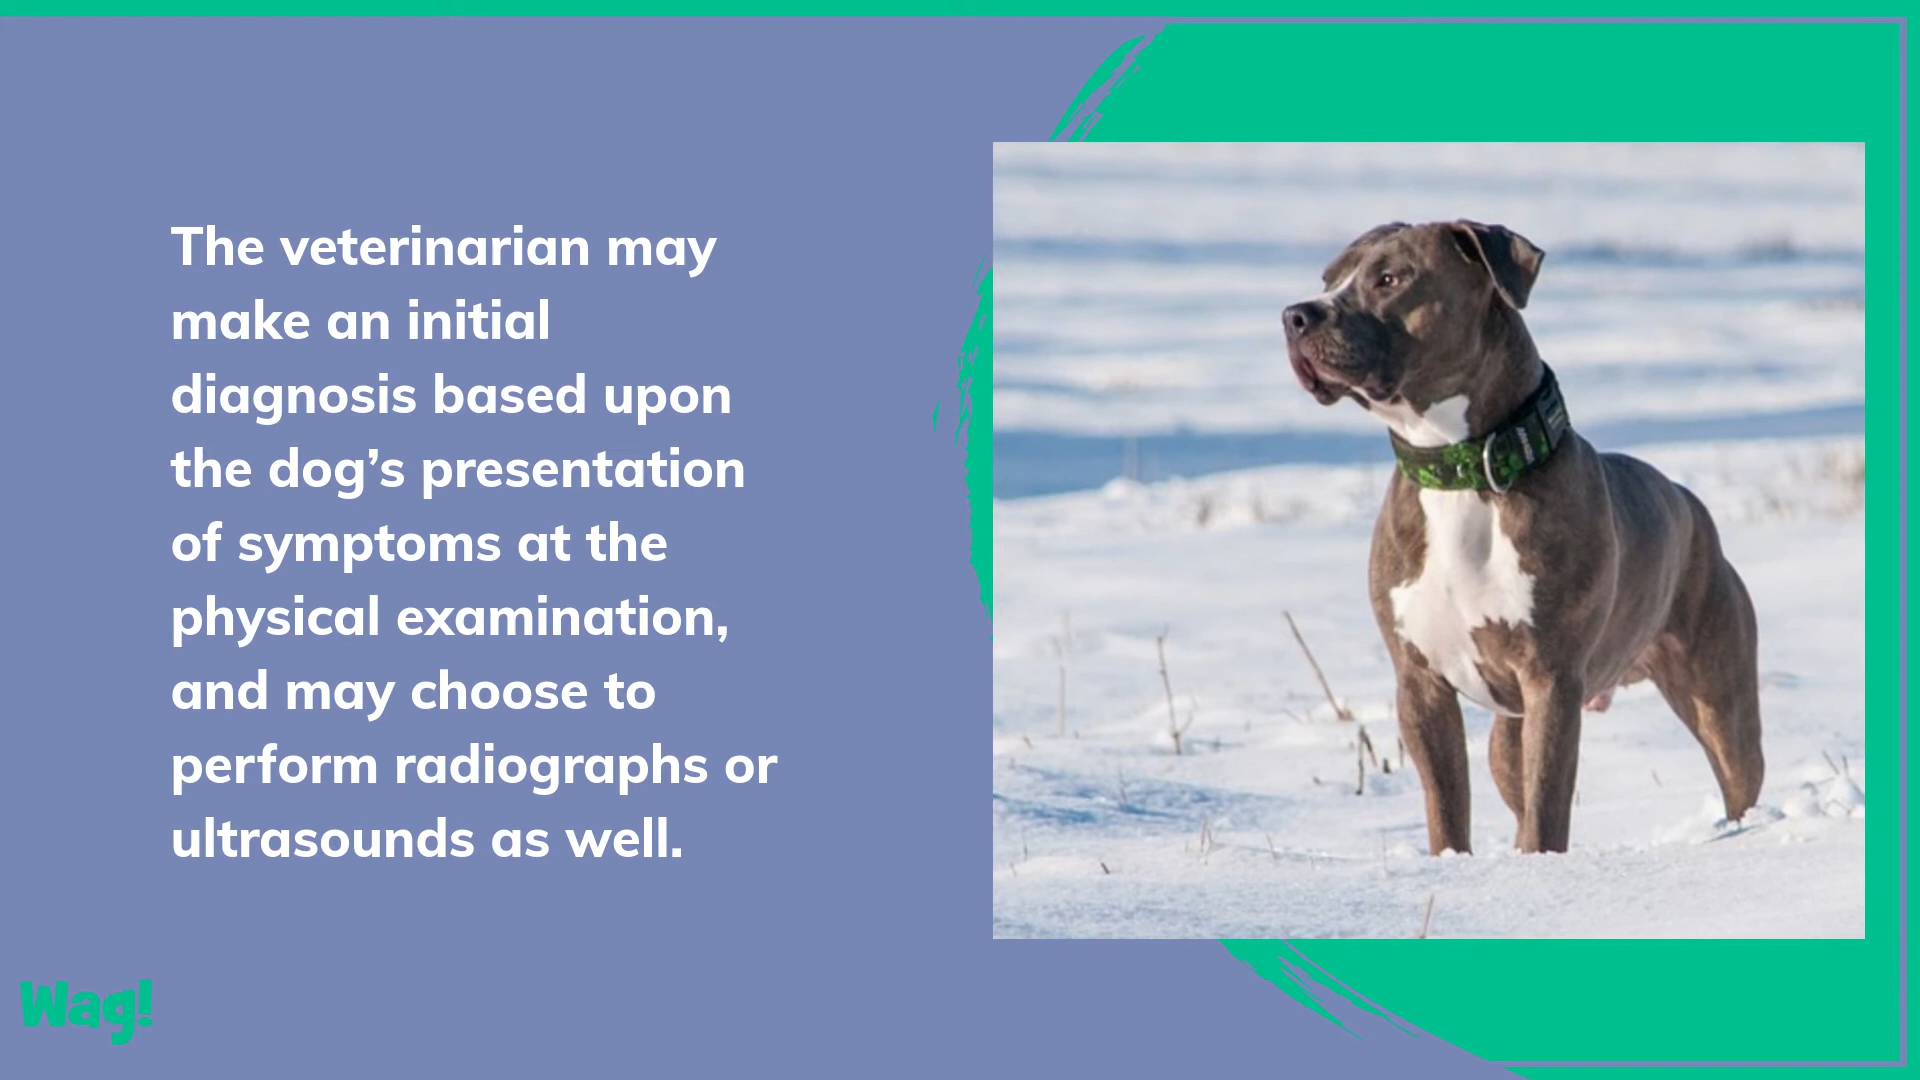 The veterinarian may
make an initial
diagnosis based upon
the dog’s presentation
of symptoms at the
physical examination,
and may choose to
perform radiographs or
ultrasounds as well.
Wag!